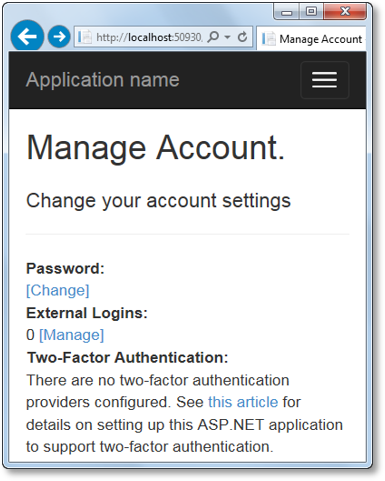 http://localhost:50930
Manage Account
Application name
Manage Account.
Change your account settings
Password:
[Change]
External Logins:
0 [Manage]
Two-Factor Authentication:
There are no two-factor authentication
providers configured. See this article for
details on setting up this ASP.NET application
to support two-factor authentication.